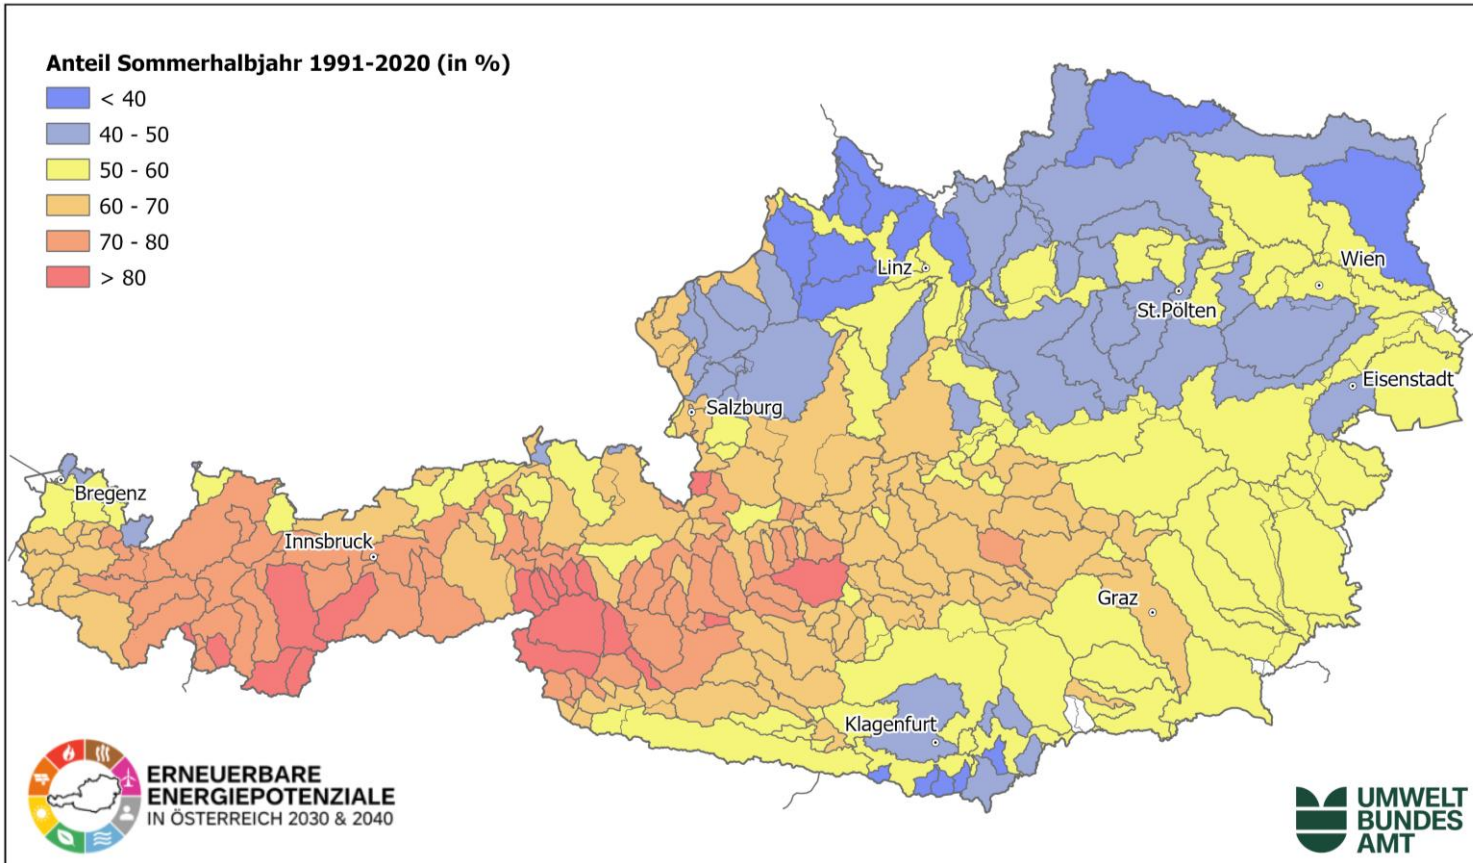 Anteil Sommerhalbjahr 1991-2020 (in %)
< 40
40 - 50
50 - 60
60 - 70
70 - 80
> 80
Linz
Wien
St.Pölten
Eisenstadt
Salzburg
Bregenz
Innsbruck
Graz
Klagenfurt
ERNEUERBARE
ENERGIEPOTENZIALE
IN ÖSTERREICH 2030 & 2040
UMWELT
BUNDES
AMT